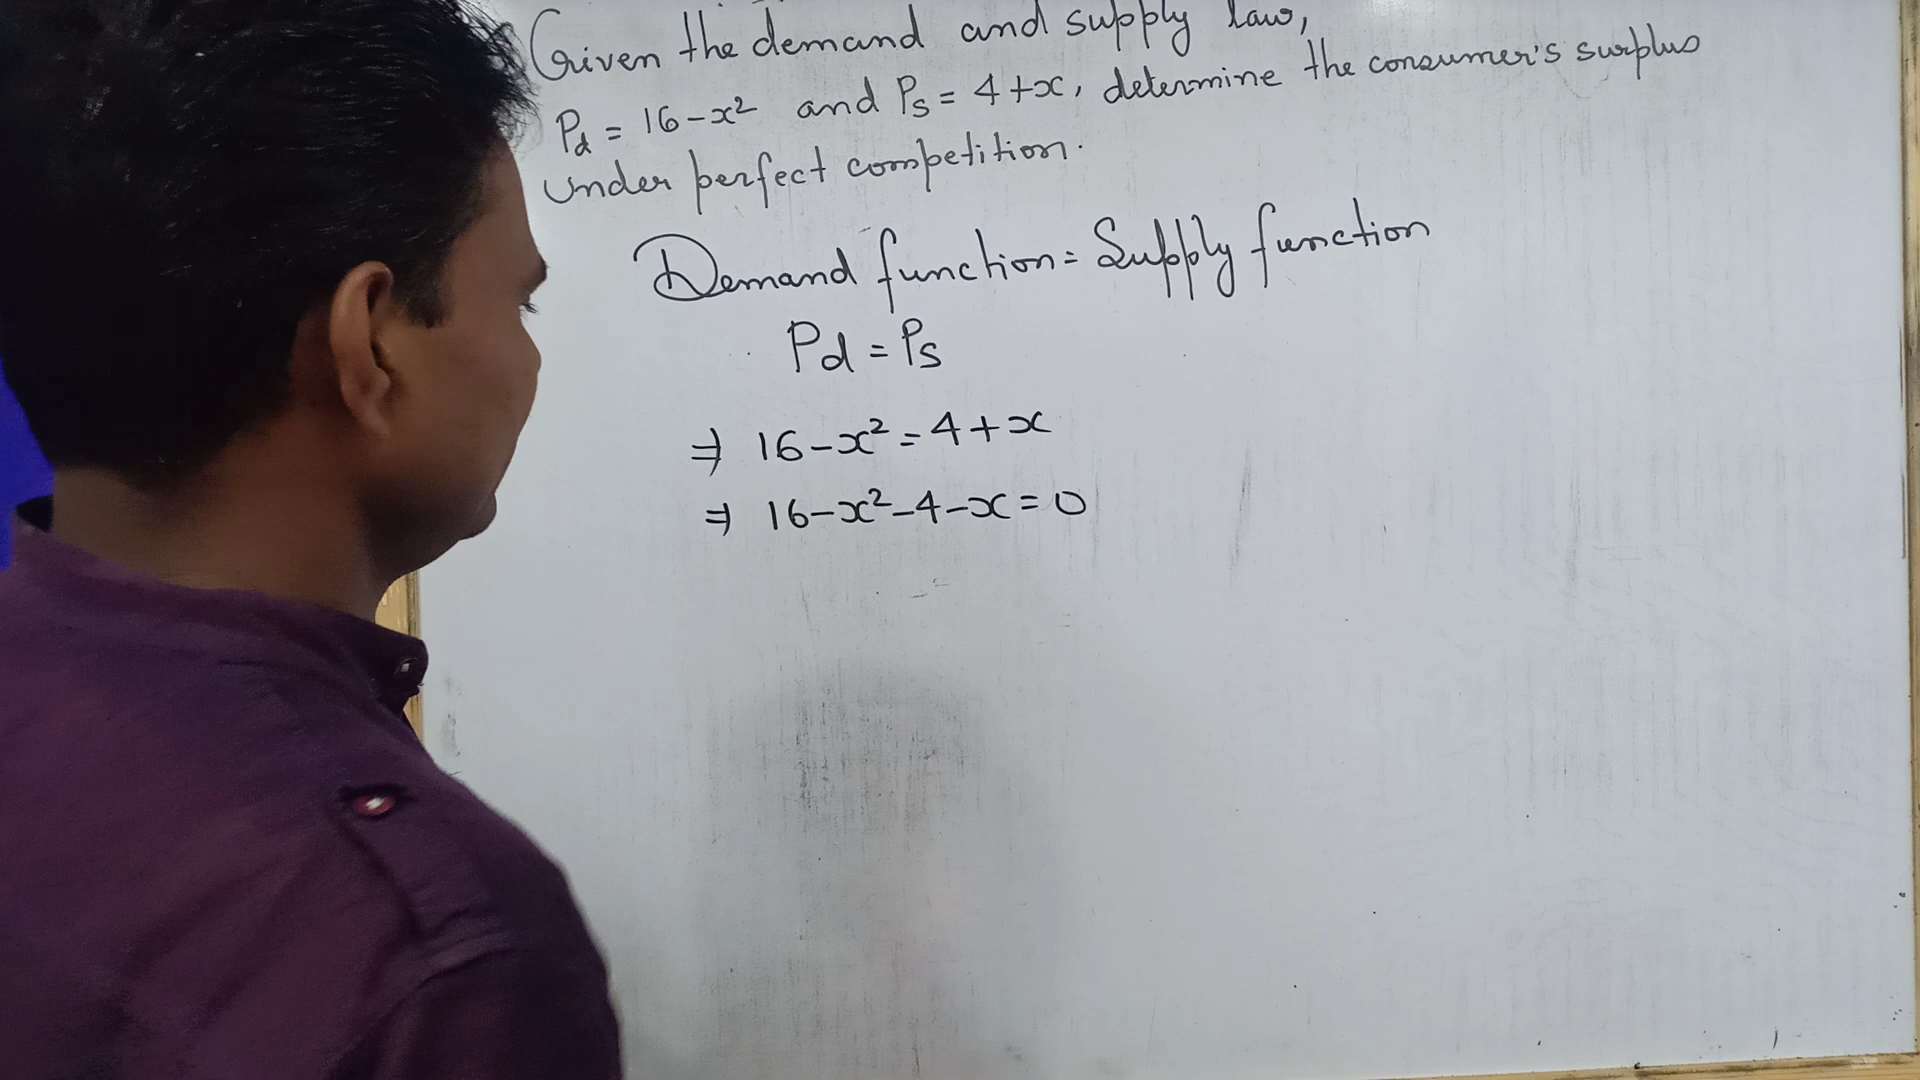 Given the demand and supply law,
Pd = 16-x² and Ps = 4+x, determine the consumer's surplus
under perfect competition.
Demand function = Supply function
Pd = Ps
⇒ 16-x² = 4+x
⇒ 16-x²-4-x = 0